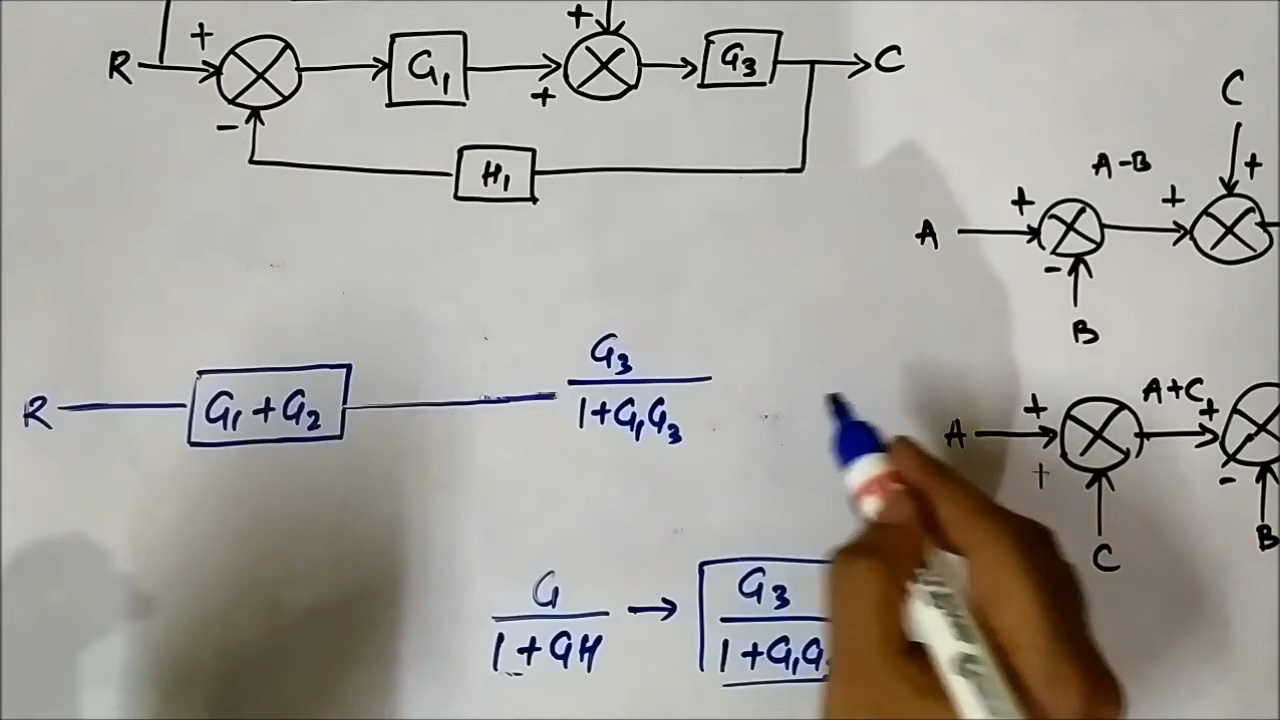 +
R + G₁ + G₃ C
-
H₁
C
A-B
+ + +
A
-
B
G₃
R G₁+G₂ 1+G₁G₃
A+C
+ +
A
+ -
C B
G → G₃
1+GH 1+G₁G